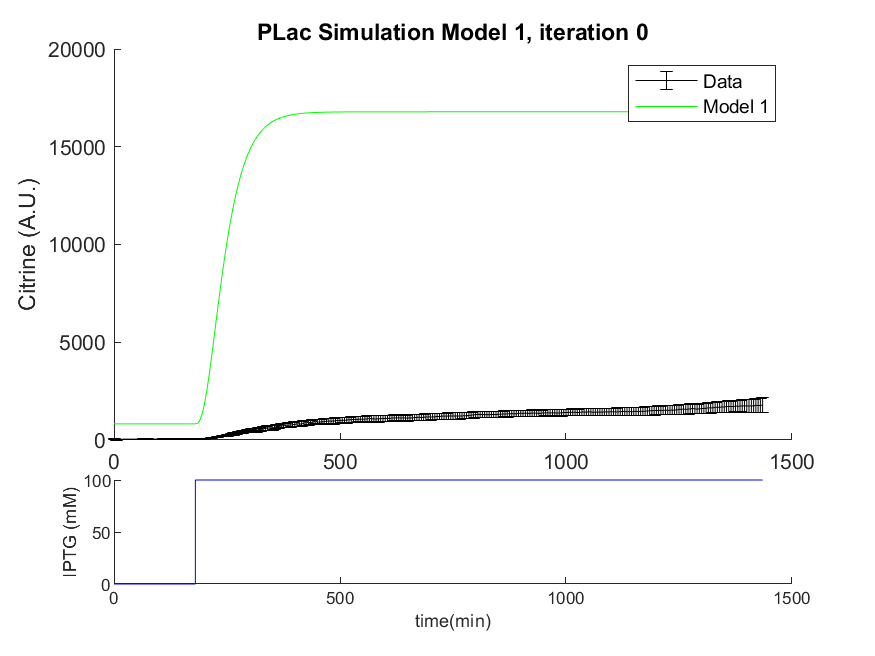 PLac Simulation Model 1, iteration 0
20000
15000
10000
5000
0
Citrine (A.U.)
Data
Model 1
0 500 1000 1500
100
50
0
IPTG (mM)
0 500 1000 1500
time(min)